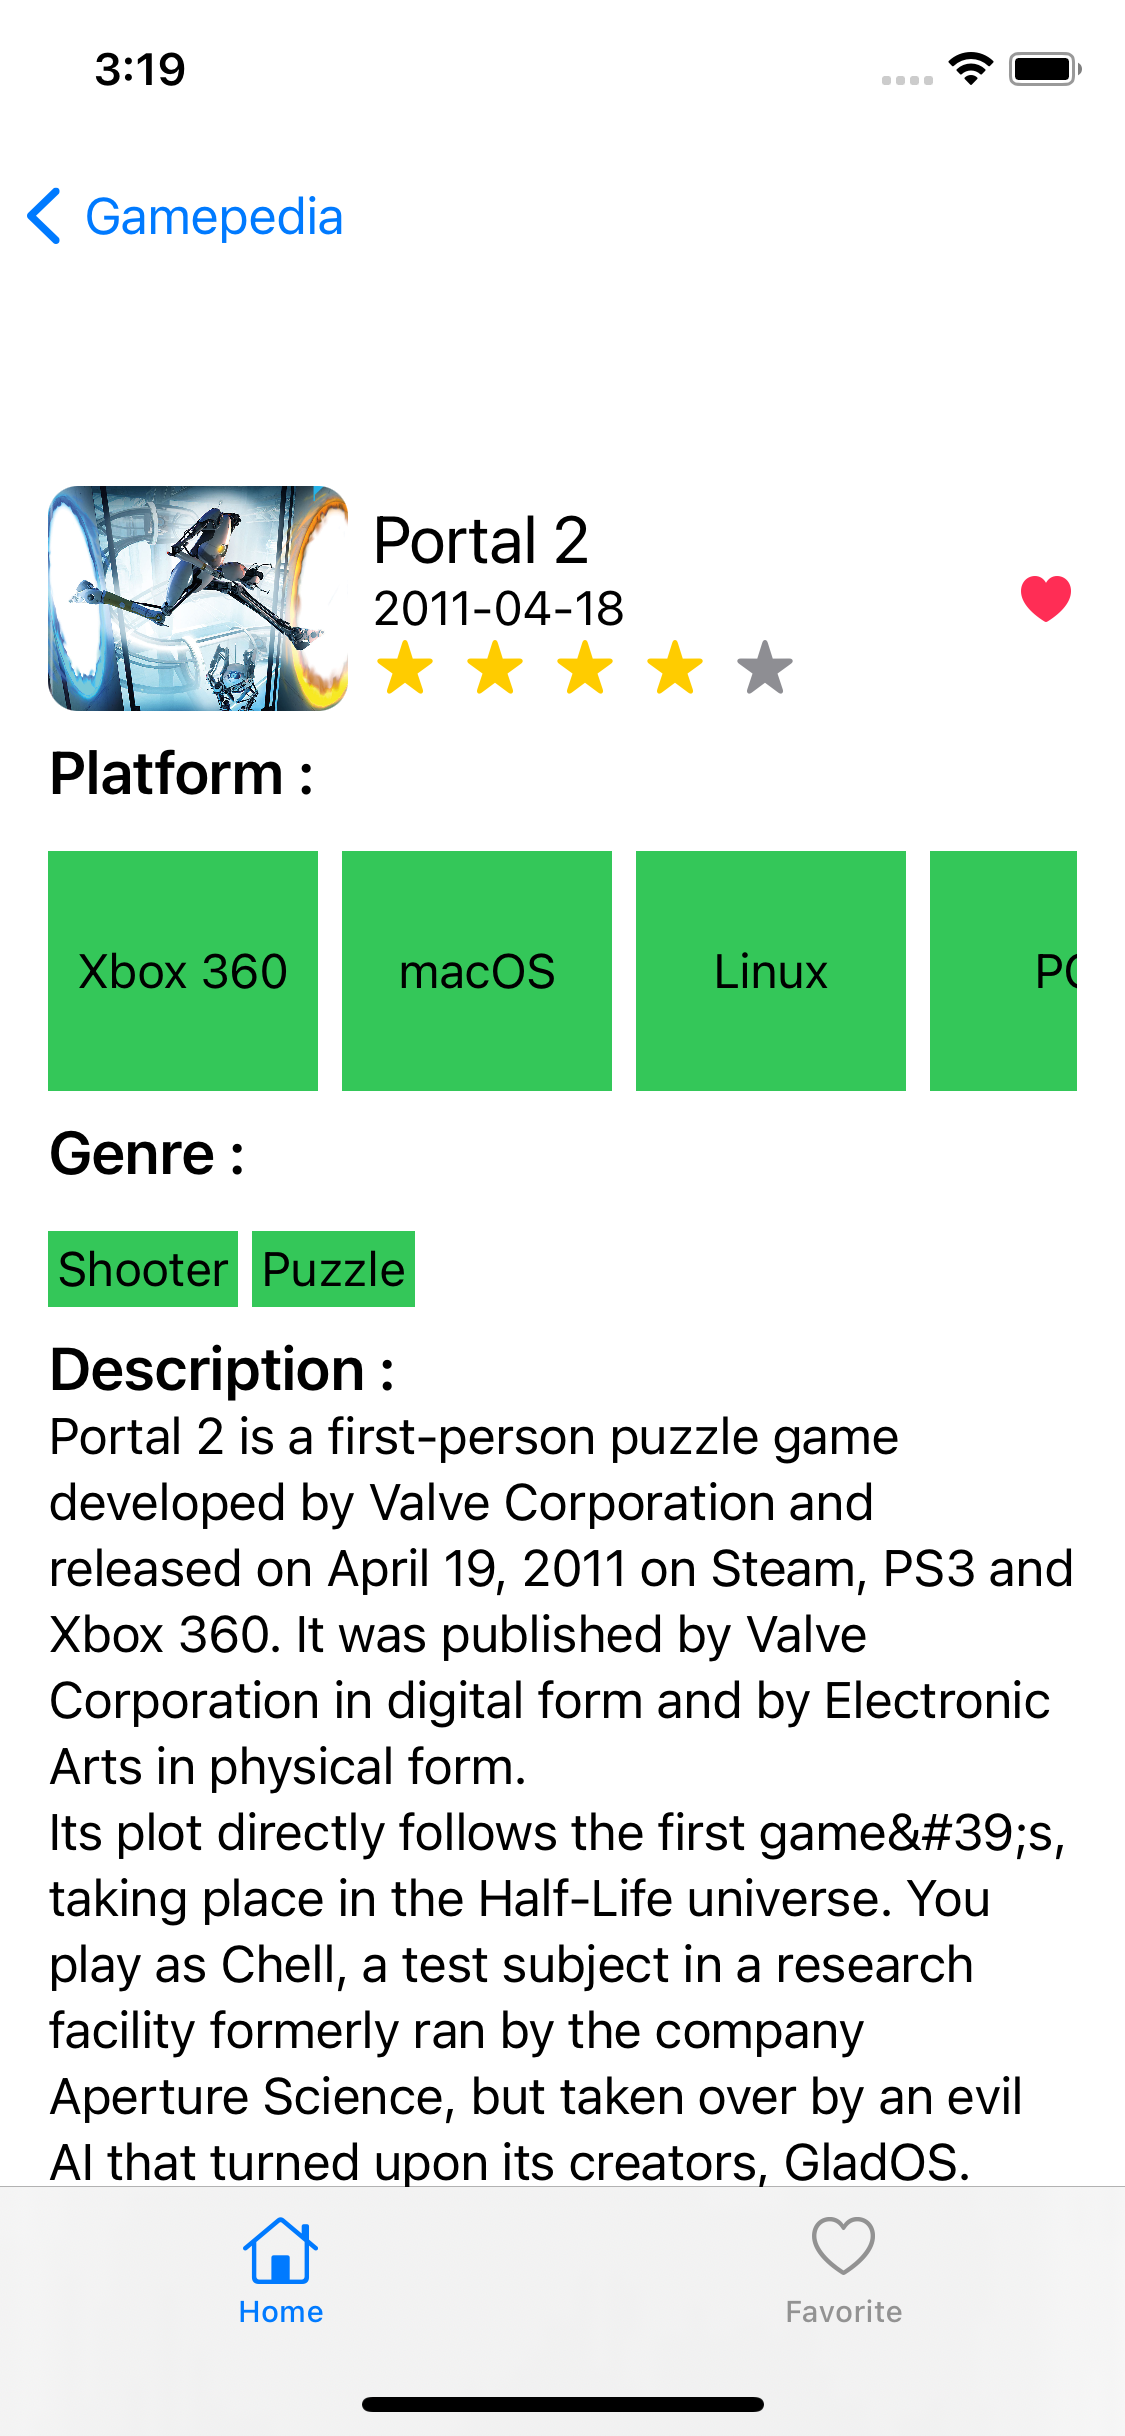 3:19
Gamepedia
Portal 2
2011-04-18
Platform :
Xbox 360
macOS
Linux
Genre :
Shooter
Puzzle
Description :
Portal 2 is a first-person puzzle game
developed by Valve Corporation and
released on April 19, 2011 on Steam, PS3 and
Xbox 360. It was published by Valve
Corporation in digital form and by Electronic
Arts in physical form.
Its plot directly follows the first game&#39;s,
taking place in the Half-Life universe. You
play as Chell, a test subject in a research
facility formerly ran by the company
Aperture Science, but taken over by an evil
AI that turned upon its creators, GladOS.
Home
Favorite